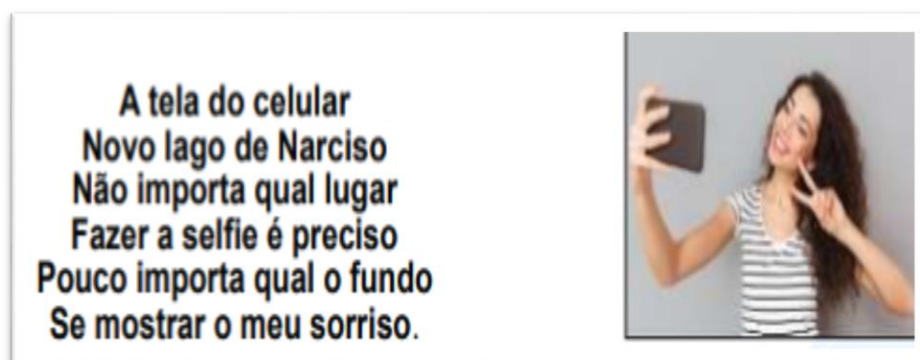 A tela do celular
Novo lago de Narciso
Não importa qual lugar
Fazer a selfie é preciso
Pouco importa qual o fundo
Se mostrar o meu sorriso.